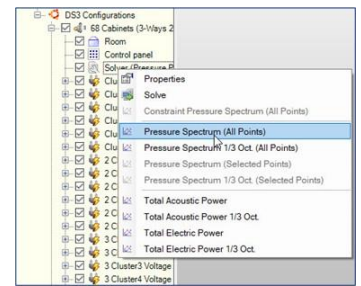 DS3 Configurations
68 Cabinets (3-Ways 2
Room
Control panel
Solver (Pressure P
Clu
Properties
Clu
Solve
Clu
Constraint Pressure Spectrum (All Points)
Clu
Pressure Spectrum (All Points)
Clu
Pressure Spectrum 1/3 Oct. (All Points)
2 C
Pressure Spectrum (Selected Points)
2 C
Pressure Spectrum 1/3 Oct. (Selected Points)
2 C
Total Acoustic Power
2 C
Total Acoustic Power 1/3 Oct.
2 C
Total Electric Power
3 C
Total Electric Power 1/3 Oct.
3 C
3 Cluster3 Voltage
3 Cluster4 Voltage